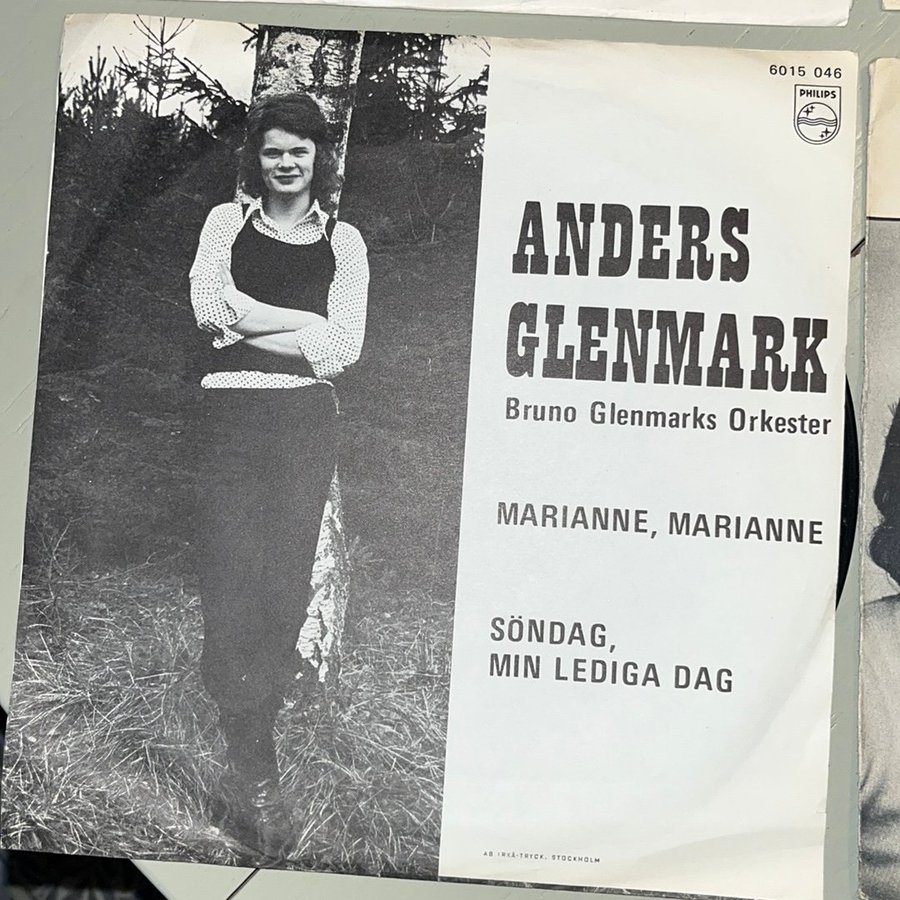 6015 046
PHILIPS
ANDERS
GLENMARK
Bruno Glenmarks Orkester
MARIANNE, MARIANNE
SÖNDAG,
MIN LEDIGA DAG
AB IRKÅ-TRYCK, STOCKHOLM